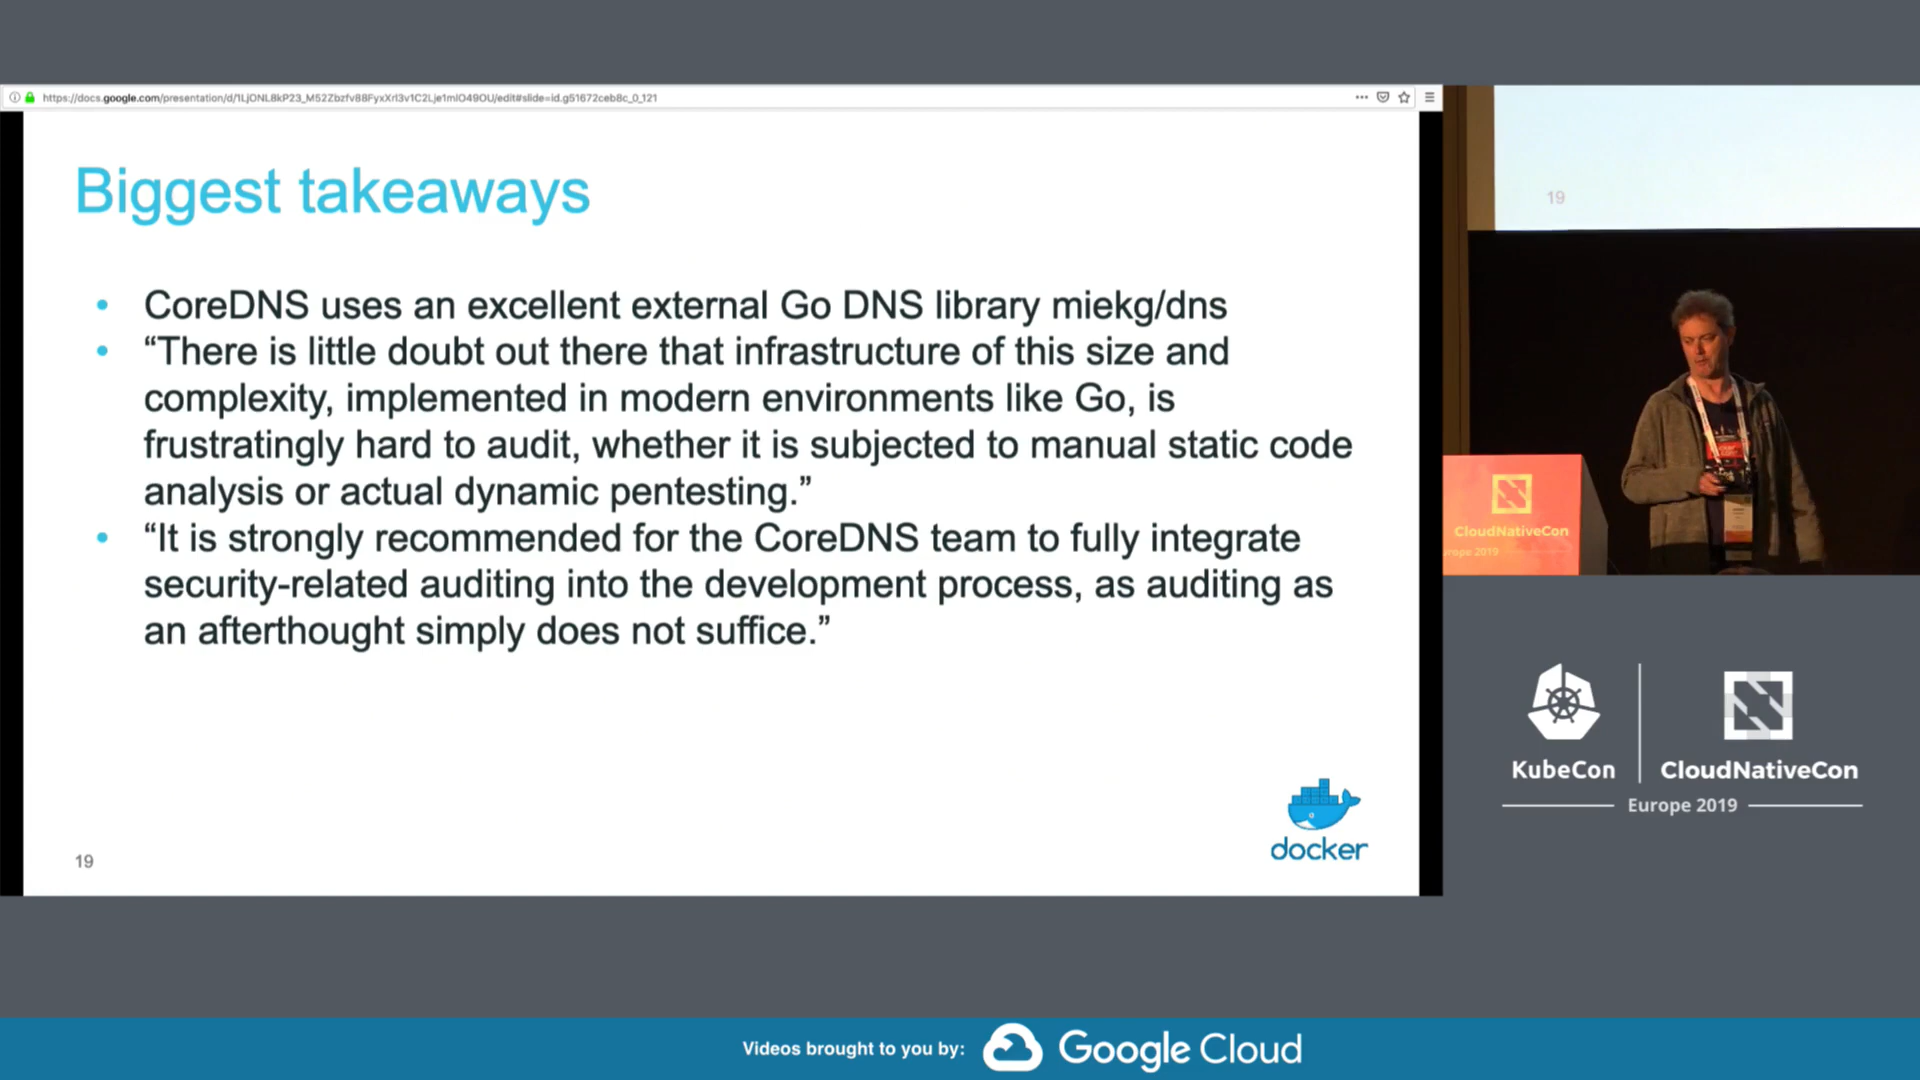 https://docs.google.com/presentation/d/1LjONL8kP23_M52Zbzfv88FyxXrl3v1C2Lje1mlO49OU/edit#slide=id.g51672ceb8c_0_121
Biggest takeaways
• CoreDNS uses an excellent external Go DNS library miekg/dns
• “There is little doubt out there that infrastructure of this size and
complexity, implemented in modern environments like Go, is
frustratingly hard to audit, whether it is subjected to manual static code
analysis or actual dynamic pentesting.”
• “It is strongly recommended for the CoreDNS team to fully integrate
security-related auditing into the development process, as auditing as
an afterthought simply does not suffice.”
19
docker
19
CloudNativeCon
Europe 2019
KubeCon
CloudNativeCon
Europe 2019
Videos brought to you by:
Google Cloud